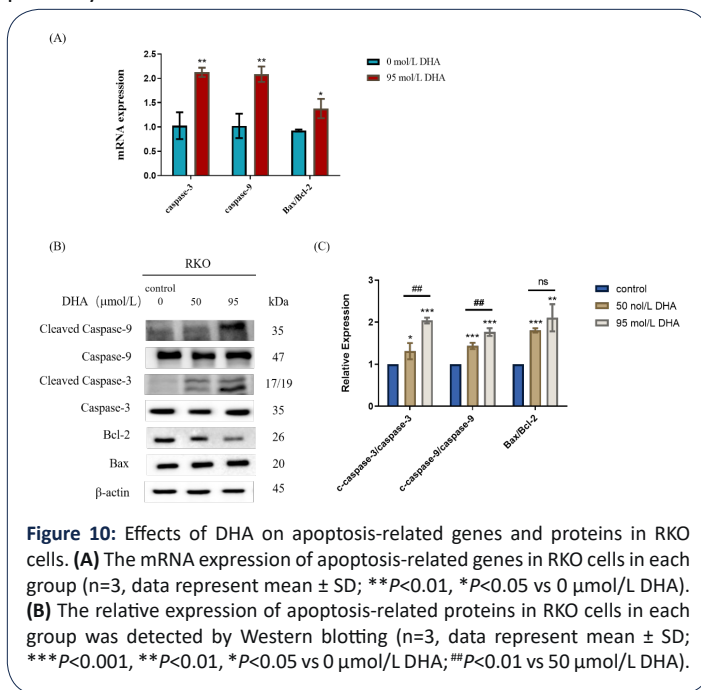 (A)
mRNA expression
2.5
2.0
1.5
1.0
0.5
0.0
**
**
*
caspase-3
caspase-9
Bax/Bcl-2
0 mol/L DHA
95 mol/L DHA
(B)
RKO
control
DHA (μmol/L) 0 50 95 kDa
Cleaved Caspase-9 35
Caspase-9 47
Cleaved Caspase-3 17/19
Caspase-3 35
Bcl-2 26
Bax 20
β-actin 45
(C)
Relative Expression
3
2
1
0
##
##
ns
*
***
***
***
***
**
c-caspase-3/caspase-3
c-caspase-9/caspase-9
Bax/Bcl-2
control
50 nol/L DHA
95 mol/L DHA
Figure 10: Effects of DHA on apoptosis-related genes and proteins in RKO
cells. (A) The mRNA expression of apoptosis-related genes in RKO cells in each
group (n=3, data represent mean ± SD; **P<0.01, *P<0.05 vs 0 μmol/L DHA).
(B) The relative expression of apoptosis-related proteins in RKO cells in each
group was detected by Western blotting (n=3, data represent mean ± SD;
***P<0.001, **P<0.01, *P<0.05 vs 0 μmol/L DHA; ##P<0.01 vs 50 μmol/L DHA).